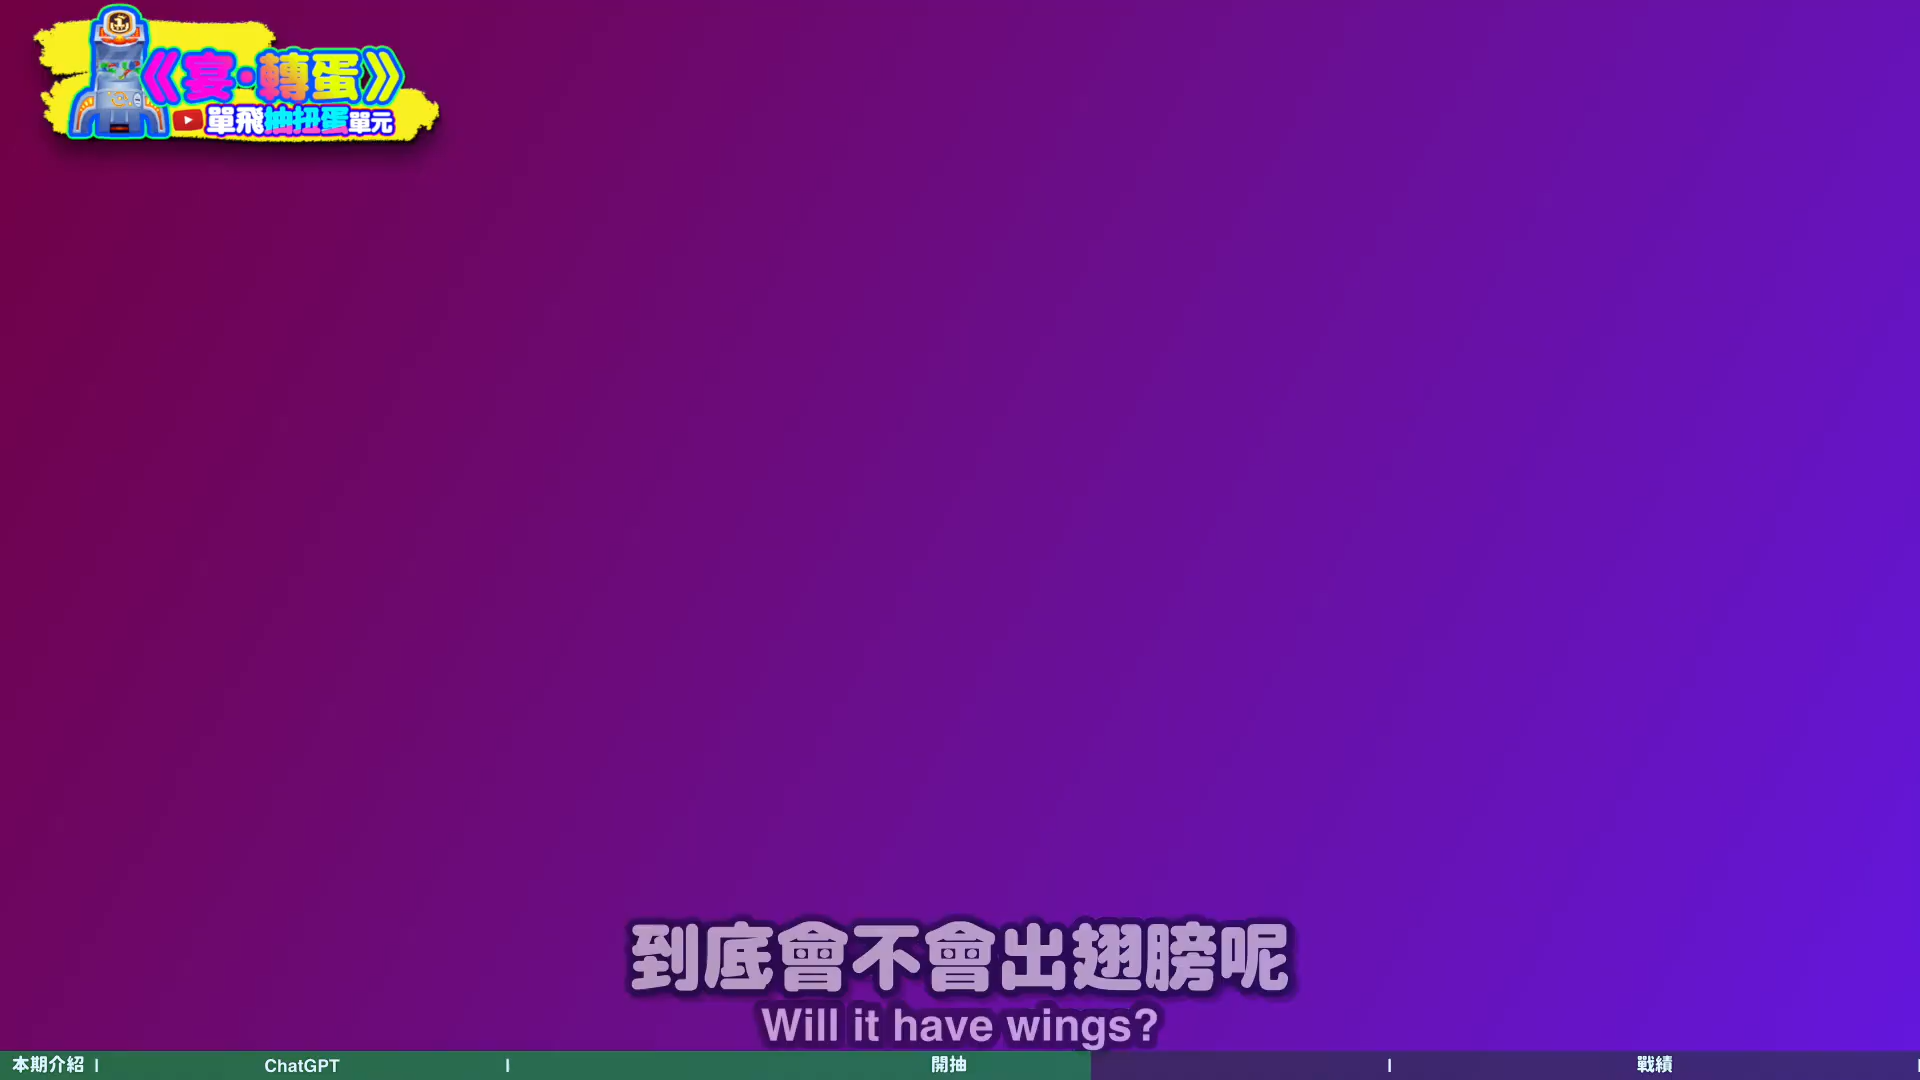 《宴·轉蛋》
單飛抽扭蛋單元
到底會不會出翅膀呢
Will it have wings?
本期介紹 | ChatGPT | 開抽 | 戰績